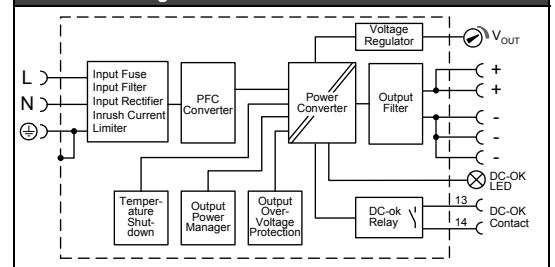 Voltage
Regulator
VOUT
L
N
Input Fuse
Input Filter
Input Rectifier
Inrush Current
Limiter
PFC
Converter
Power
Converter
Output
Filter
+
+
-
-
-
DC-OK
LED
Temper-
ature
Shut-
down
Output
Power
Manager
Output
Over-
Voltage
Protection
DC-ok
Relay
13
14
DC-OK
Contact